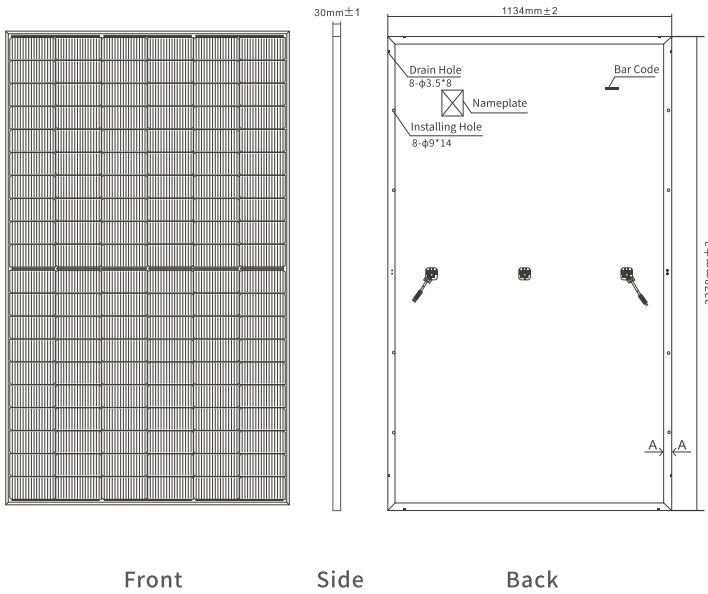 30mm±1
1134mm±2
Drain Hole
8-φ3.5*8
Bar Code
Nameplate
Installing Hole
8-φ9*14
A A
Front Side Back